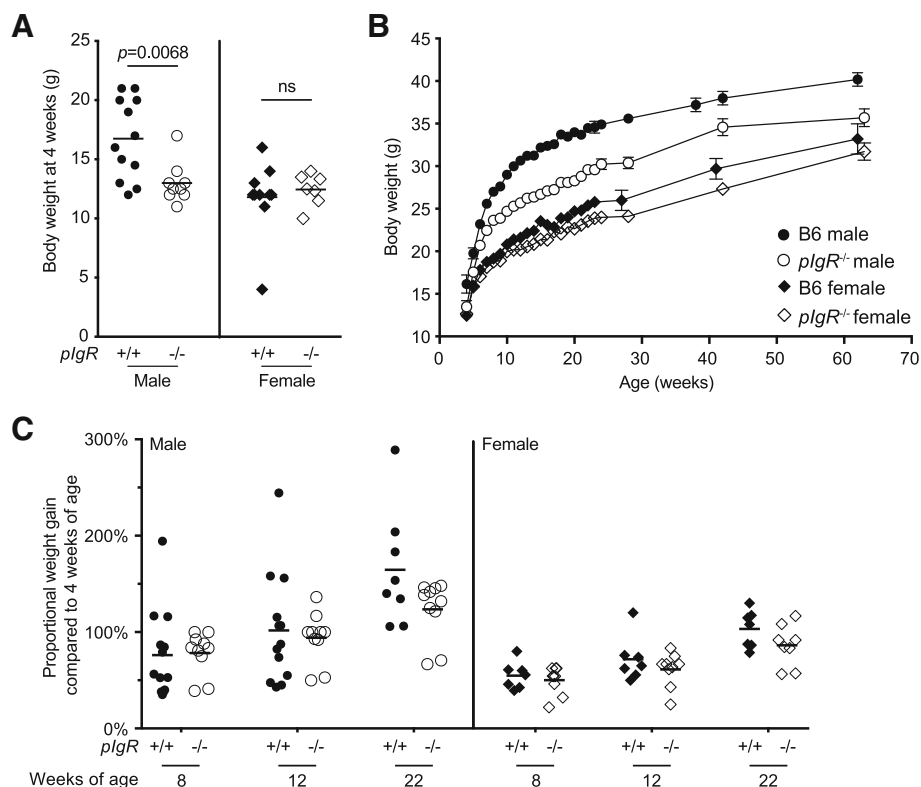 A
Body weight at 4 weeks (g)
25
20
15
10
5
0
p=0.0068
ns
pIgR +/+ -/- +/+ -/-
Male Female
B
Body weight (g)
45
40
35
30
25
20
15
10
0 10 20 30 40 50 60 70
Age (weeks)
B6 male
pIgR-/- male
B6 female
pIgR-/- female
C
Proportional weight gain
compared to 4 weeks of age
300%
200%
100%
0%
Male Female
pIgR +/+ -/- +/+ -/- +/+ -/- +/+ -/- +/+ -/- +/+ -/-
Weeks of age 8 12 22 8 12 22